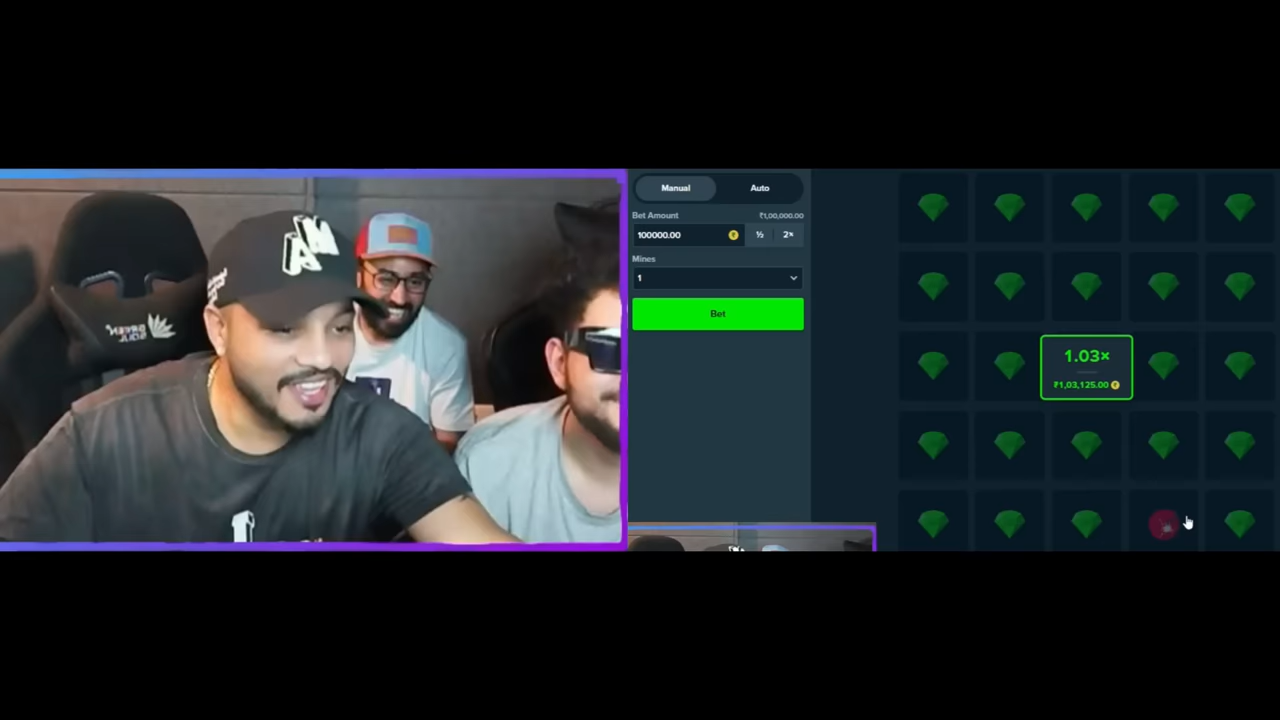 Manual
Auto
Bet Amount
₹1,00,000.00
100000.00
½
2×
Mines
1
Bet
1.03×
₹1,03,125.00